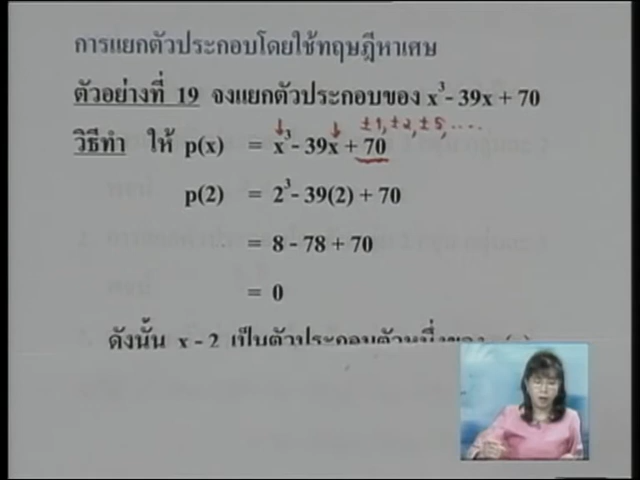 การแยกตัวประกอบโดยใช้ทฤษฎีหาเศษ
ตัวอย่างที่ 19 จงแยกตัวประกอบของ x³ - 39x + 70
±1, ±2, ±5, ....
วิธีทำ ให้ p(x) = x³ - 39x + 70
p(2) = 2³ - 39(2) + 70
= 8 - 78 + 70
= 0
ดังนั้น x - 2 เป็นตัวประกอบตัวหนึ่งของ